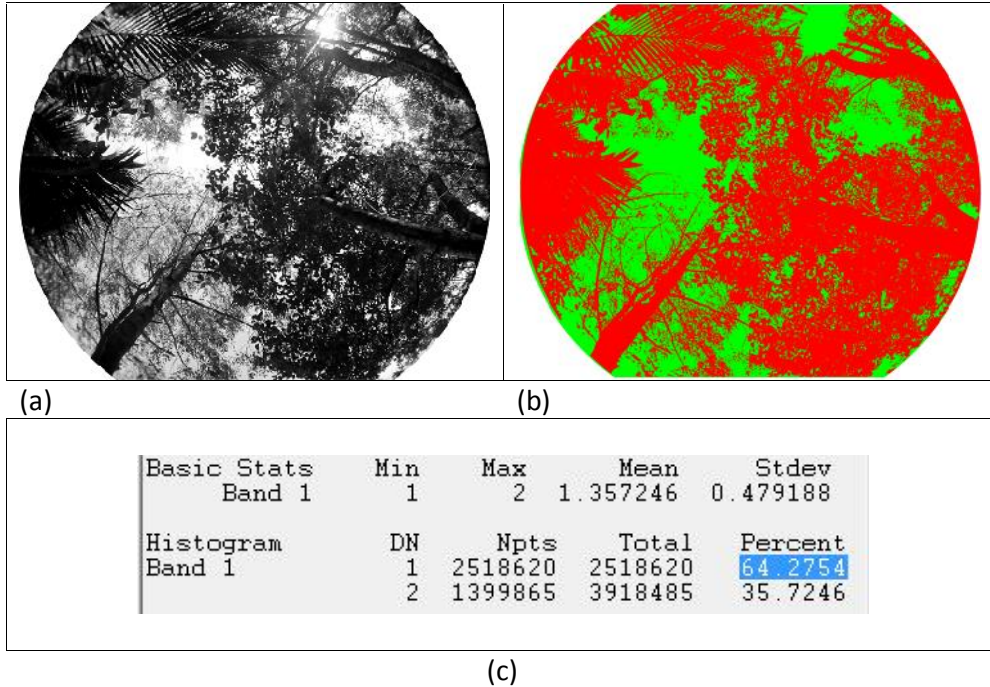 (a)
(b)
Basic Stats Min Max Mean Stdev
Band 1 1 2 1.357246 0.479188
Histogram DN Npts Total Percent
Band 1 1 2518620 2518620 64.2754
2 1399865 3918485 35.7246
(c)